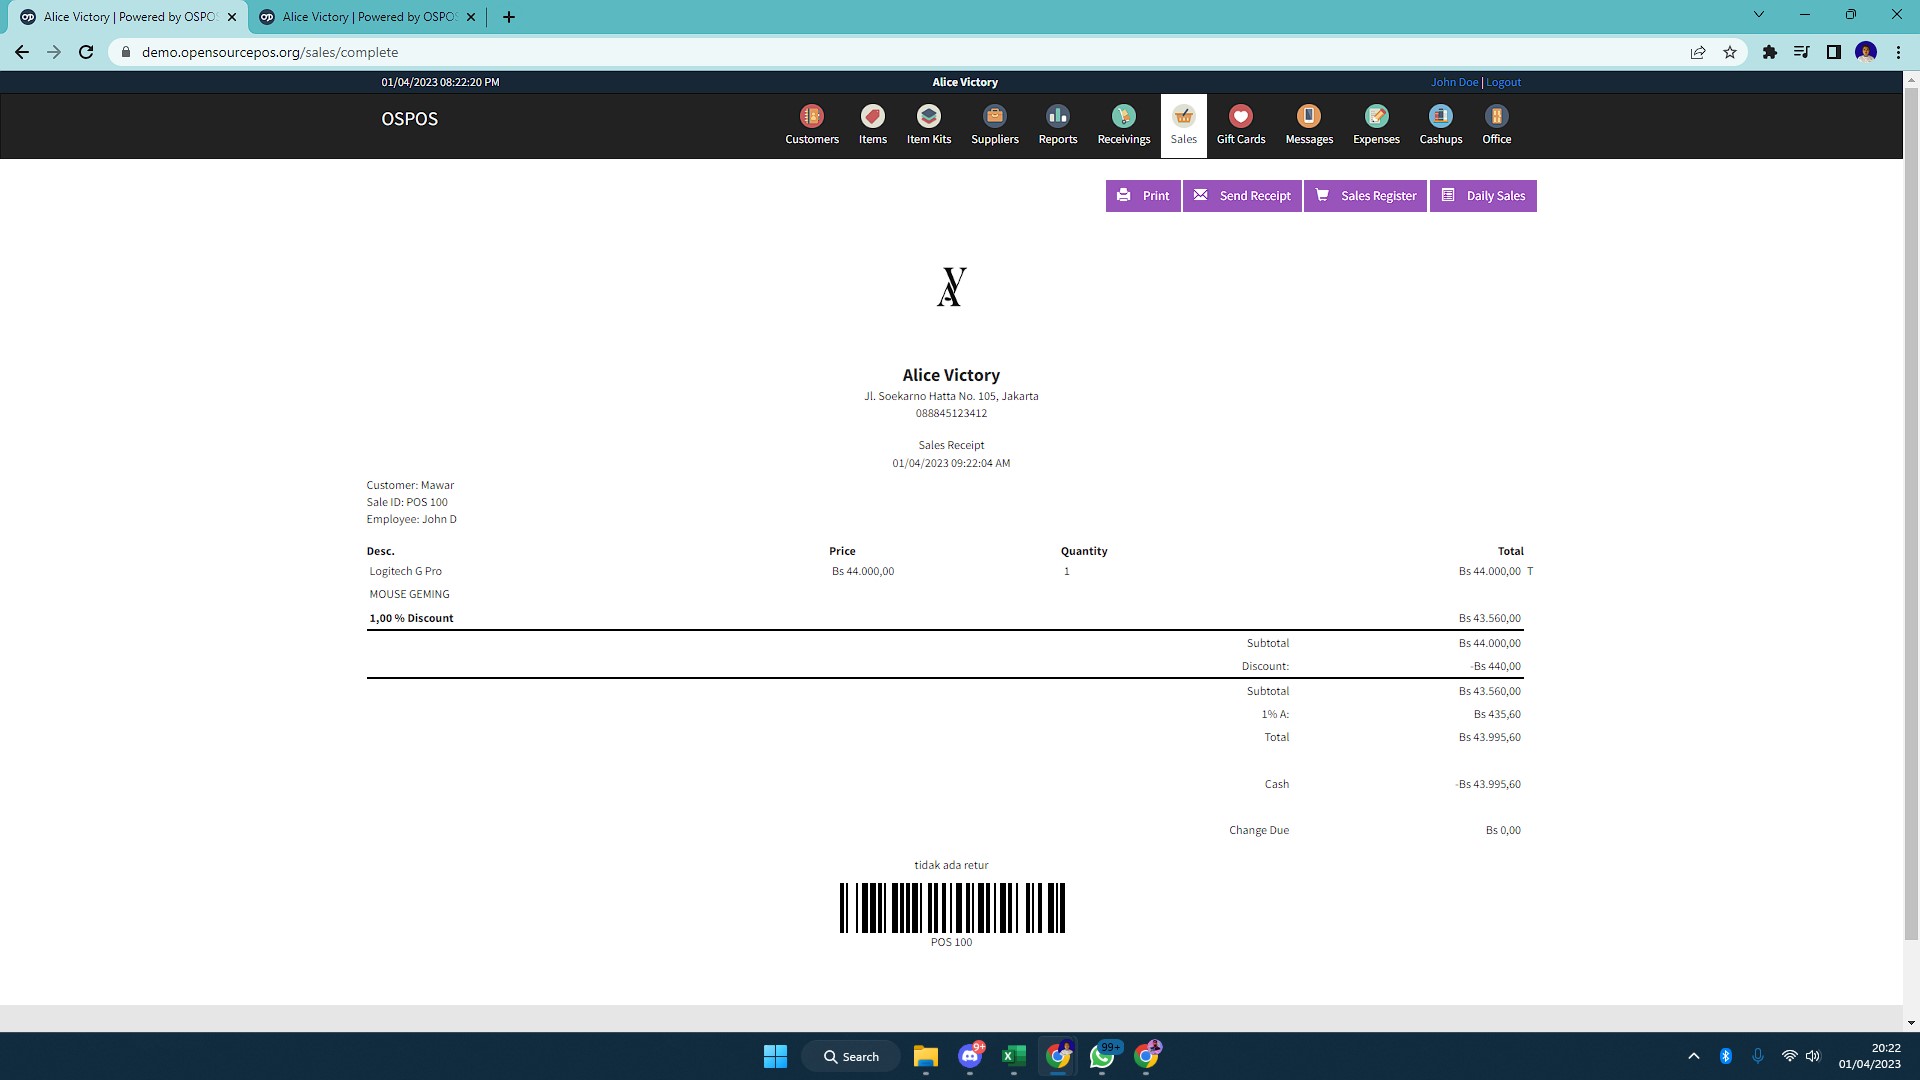 Alice Victory | Powered by OSPO
Alice Victory | Powered by OSPO
demo.opensourcepos.org/sales/complete
01/04/2023 08:22:20 PM
Alice Victory
John Doe | Logout
OSPOS
Customers
Items
Item Kits
Suppliers
Reports
Receivings
Sales
Gift Cards
Messages
Expenses
Cashups
Office
Print
Send Receipt
Sales Register
Daily Sales
Alice Victory
Jl. Soekarno Hatta No. 105, Jakarta
088845123412
Sales Receipt
01/04/2023 09:22:04 AM
Customer: Mawar
Sale ID: POS 100
Employee: John D
Desc. Price Quantity Total
Logitech G Pro Bs 44.000,00 1 Bs 44.000,00 T
MOUSE GEMING
1,00 % Discount Bs 43.560,00
Subtotal Bs 44.000,00
Discount: -Bs 440,00
Subtotal Bs 43.560,00
1% A: Bs 435,60
Total Bs 43.995,60
Cash -Bs 43.995,60
Change Due Bs 0,00
tidak ada retur
POS 100
Search
9+
99+
20:22
01/04/2023